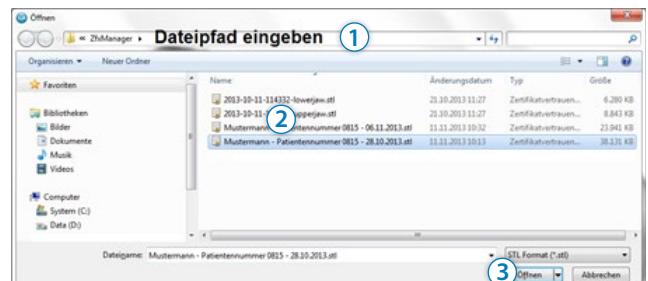 Öffnen
« ZhiManager ▸ Dateipfad eingeben 1
Organisieren Neuer Ordner
Name Änderungsdatum Typ Größe
Favoriten
2013-10-11-114332-lowerjaw.stl 21.10.2013 11:27 Zertifikatvertrauen... 6.280 KB
2013-10-11- pperjaw.stl 21.10.2013 11:27 Zertifikatvertrauen... 8.843 KB
2
Bibliotheken
Mustermann - Patientennummer 0815 - 06.11.2013.stl 11.11.2013 10:32 Zertifikatvertrauen... 23.941 KB
Bilder
Mustermann - Patientennummer 0815 - 28.10.2013.stl 11.11.2013 10:13 Zertifikatvertrauen... 38.131 KB
Dokumente
Musik
Videos
Computer
System (C:)
Data (D:)
Dateiname: Mustermann - Patientennummer 0815 - 28.10.2013.stl STL Format (*.stl)
3 Öffnen Abbrechen